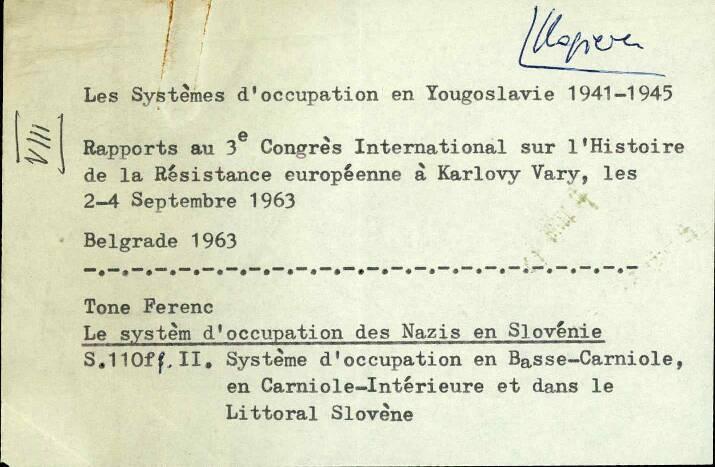 Kopieren
Les Systèmes d'occupation en Yougoslavie 1941-1945
VIII
Rapports au 3e Congrès International sur l'Histoire
de la Résistance européenne à Karlovy Vary, les
2-4 Septembre 1963
Belgrade 1963
-.-.-.-.-.-.-.-.-.-.-.-.-.-.-.-.-.-.-.-.-.-.-.-
Tone Ferenc
Le systèm d'occupation des Nazis en Slovénie
S.110ff.II. Système d'occupation en Basse-Carniole,
en Carniole-Intérieure et dans le
Littoral Slovène